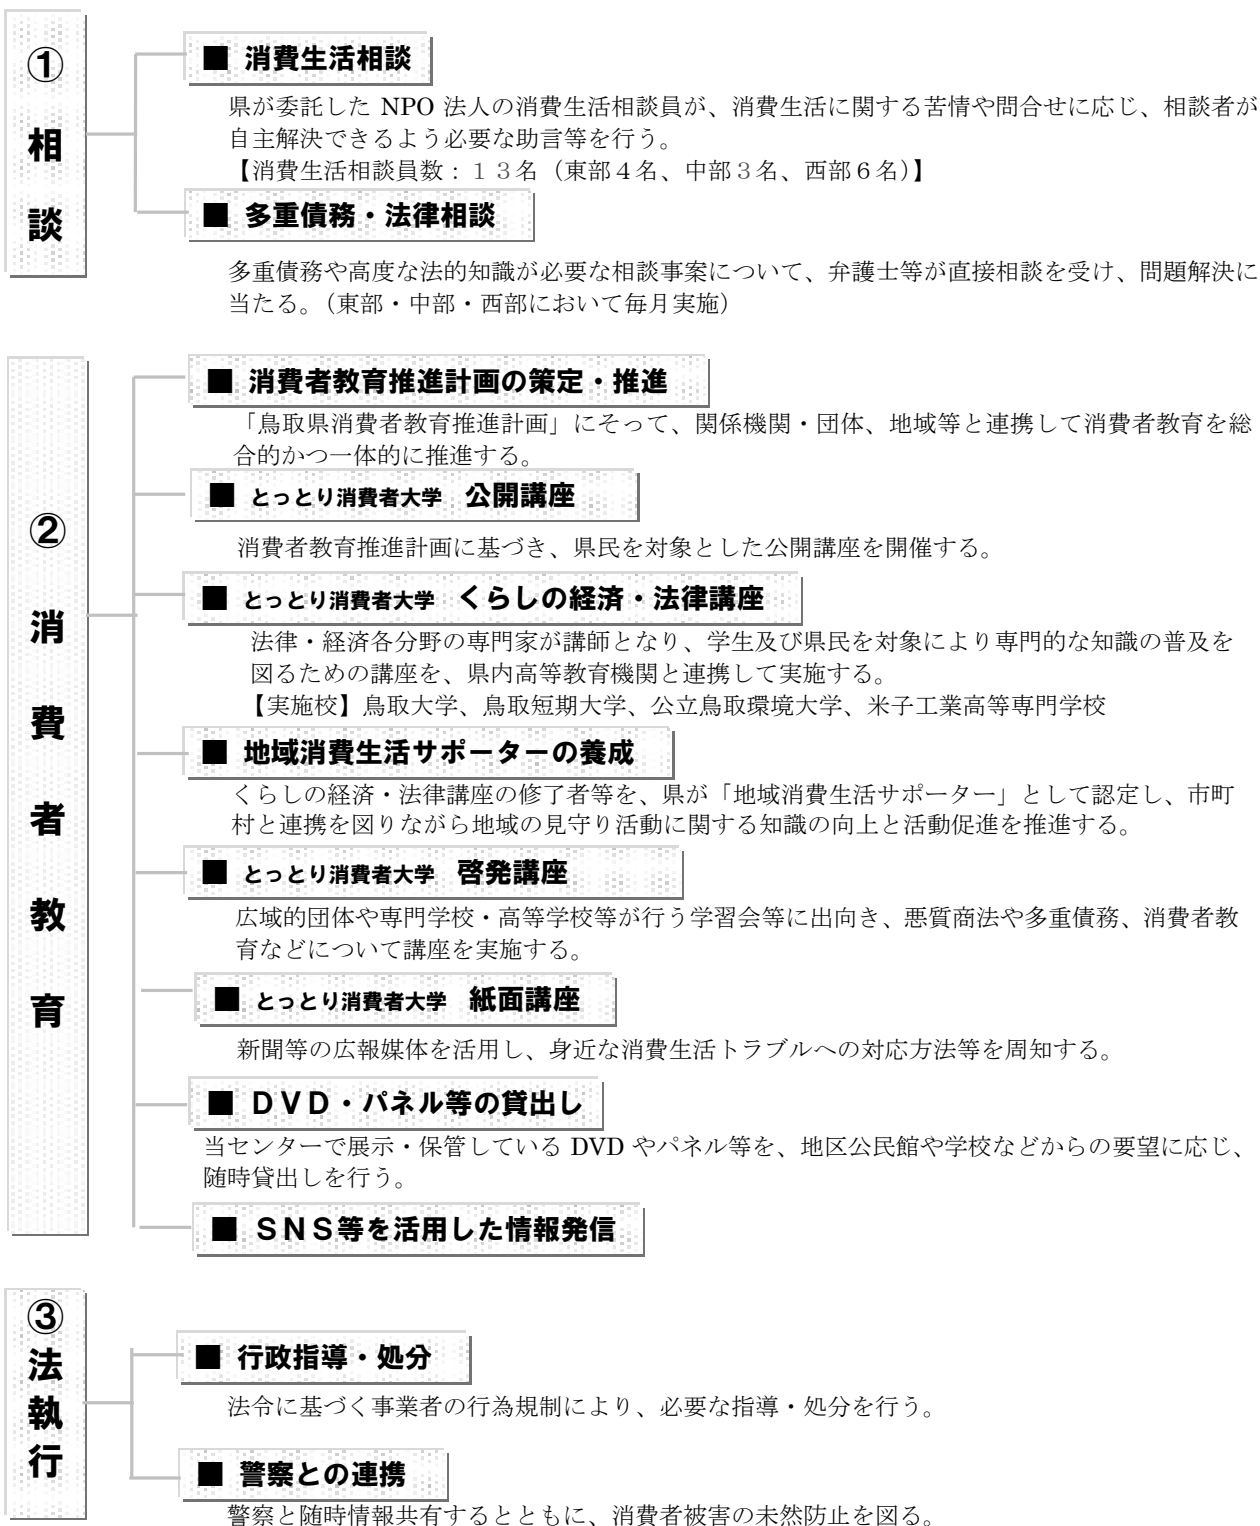 ①相談
■ 消費生活相談
県が委託した NPO 法人の消費生活相談員が、消費生活に関する苦情や問合せに応じ、相談者が
自主解決できるよう必要な助言等を行う。
【消費生活相談員数：１３名（東部４名、中部３名、西部６名)】
■ 多重債務・法律相談
多重債務や高度な法的知識が必要な相談事案について、弁護士等が直接相談を受け、問題解決に
当たる。（東部・中部・西部において毎月実施）
②消費者教育
■ 消費者教育推進計画の策定・推進
「鳥取県消費者教育推進計画」にそって、関係機関・団体、地域等と連携して消費者教育を総
合的かつ一体的に推進する。
■ とっとり消費者大学 公開講座
消費者教育推進計画に基づき、県民を対象とした公開講座を開催する。
■ とっとり消費者大学 くらしの経済・法律講座
法律・経済各分野の専門家が講師となり、学生及び県民を対象により専門的な知識の普及を
図るための講座を、県内高等教育機関と連携して実施する。
【実施校】鳥取大学、鳥取短期大学、公立鳥取環境大学、米子工業高等専門学校
■ 地域消費生活サポーターの養成
くらしの経済・法律講座の修了者等を、県が「地域消費生活サポーター」として認定し、市町
村と連携を図りながら地域の見守り活動に関する知識の向上と活動促進を推進する。
■ とっとり消費者大学 啓発講座
広域的団体や専門学校・高等学校等が行う学習会等に出向き、悪質商法や多重債務、消費者教
育などについて講座を実施する。
■ とっとり消費者大学 紙面講座
新聞等の広報媒体を活用し、身近な消費生活トラブルへの対応方法等を周知する。
■ ＤＶＤ・パネル等の貸出し
当センターで展示・保管している DVD やパネル等を、地区公民館や学校などからの要望に応じ、
随時貸出しを行う。
■ ＳＮＳ等を活用した情報発信
③法執行
■ 行政指導・処分
法令に基づく事業者の行為規制により、必要な指導・処分を行う。
■ 警察との連携
警察と随時情報共有するとともに、消費者被害の未然防止を図る。